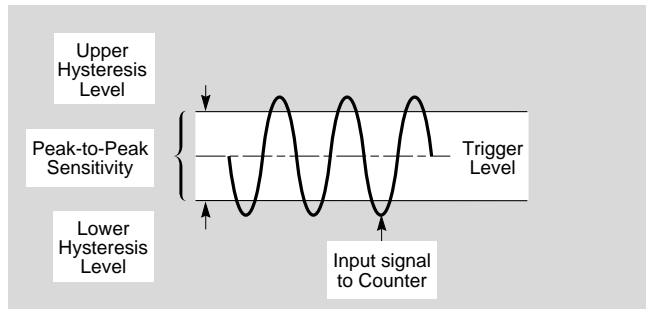 Upper
Hysteresis
Level
Peak-to-Peak
Sensitivity
Trigger
Level
Lower
Hysteresis
Level
Input signal
to Counter